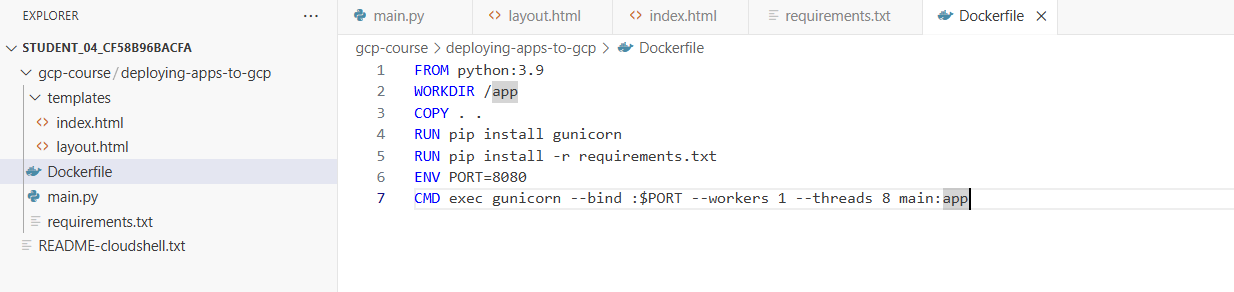 EXPLORER
STUDENT_04_CF58B96BACFA
gcp-course / deploying-apps-to-gcp
templates
index.html
layout.html
Dockerfile
main.py
requirements.txt
README-cloudshell.txt
main.py layout.html index.html requirements.txt Dockerfile
gcp-course > deploying-apps-to-gcp > Dockerfile
1 FROM python:3.9
2 WORKDIR /app
3 COPY . .
4 RUN pip install gunicorn
5 RUN pip install -r requirements.txt
6 ENV PORT=8080
7 CMD exec gunicorn --bind :$PORT --workers 1 --threads 8 main:app